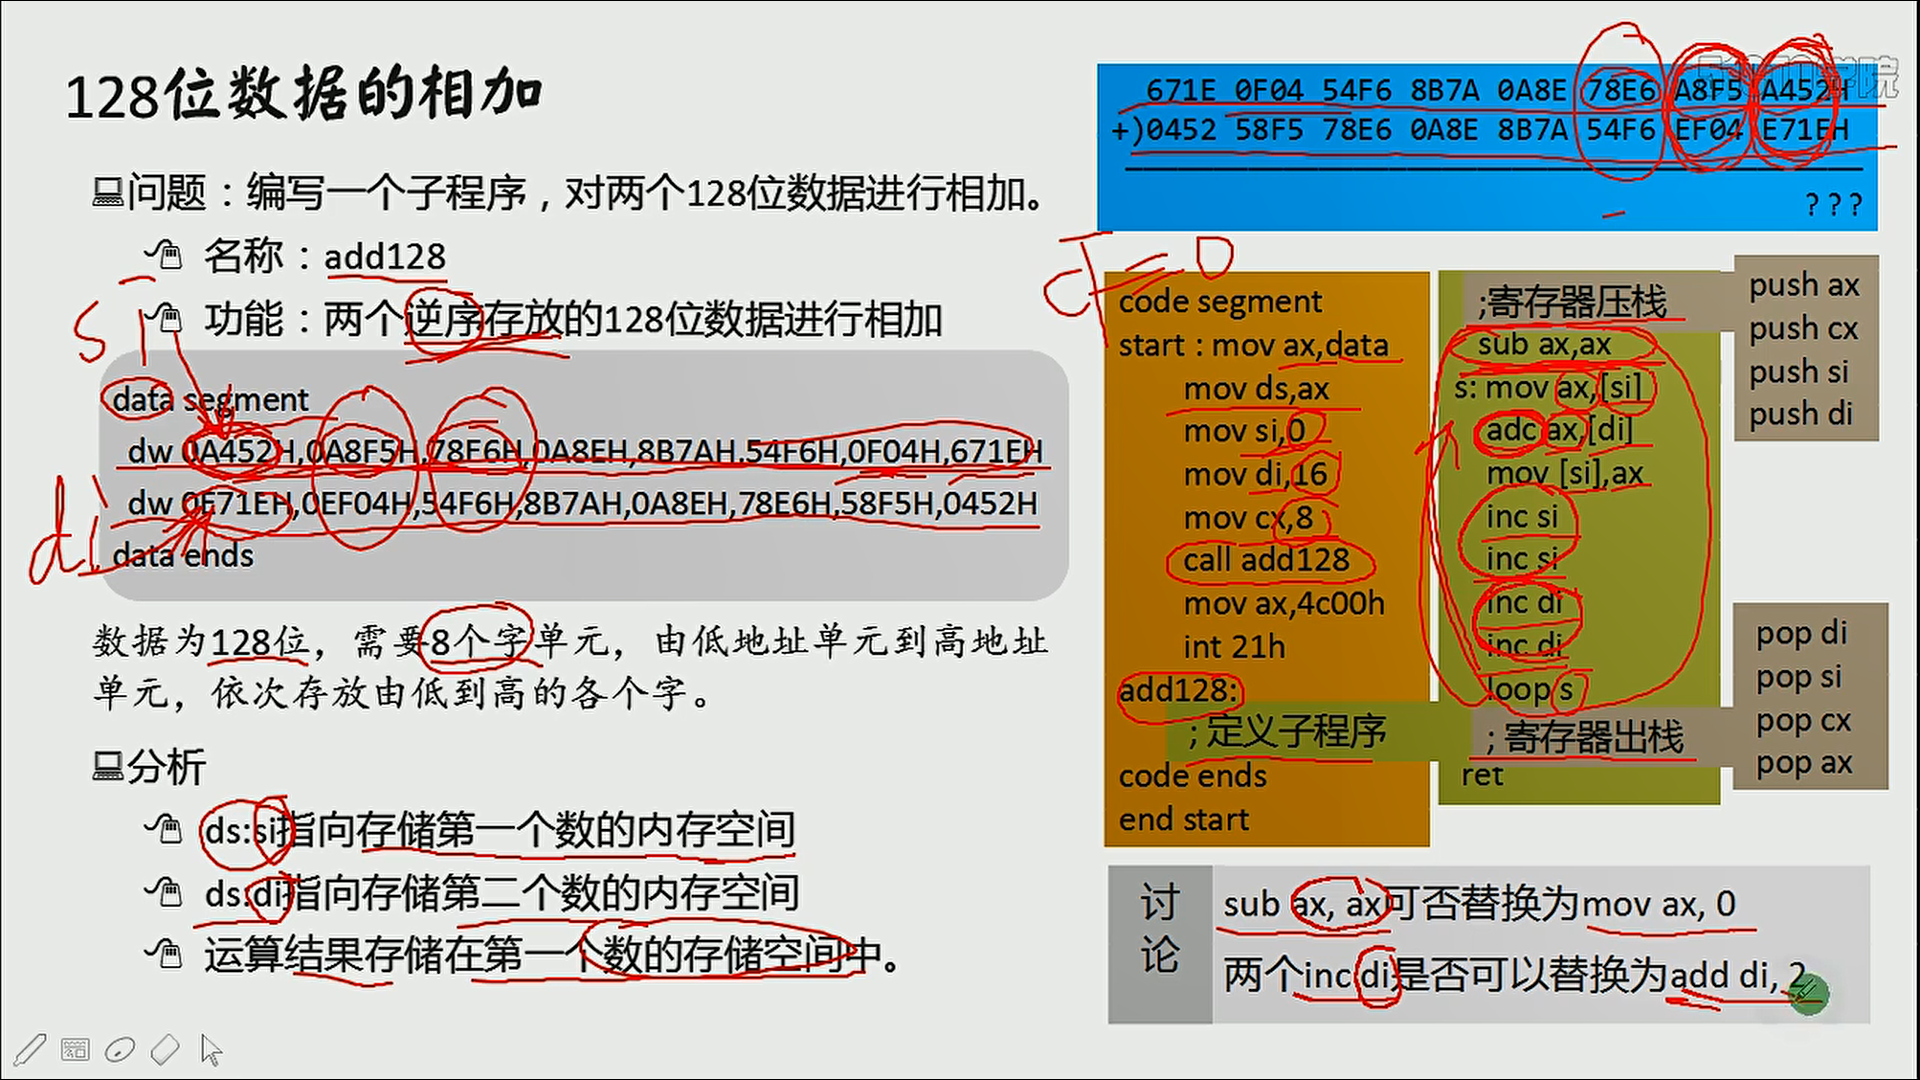 128位数据的相加
问题：编写一个子程序，对两个128位数据进行相加。
名称：add128
功能：两个逆序存放的128位数据进行相加
si
data segment
dw 0A452H,0A8F5H,78E6H,0A8EH,8B7AH.54F6H,0F04H,671EH
dw 0E71EH,0EF04H,54F6H,8B7AH,0A8EH,78E6H,58F5H,0452H
data ends
di
数据为128位，需要8个字单元，由低地址单元到高地址
单元，依次存放由低到高的各个字。
分析
ds:si指向存储第一个数的内存空间
ds:di指向存储第二个数的内存空间
运算结果存储在第一个数的存储空间中。
671E 0F04 54F6 8B7A 0A8E 78E6 A8F5 A452H
+)0452 58F5 78E6 0A8E 8B7A 54F6 EF04 E71EH
???
code segment
start : mov ax,data
mov ds,ax
mov si,0
mov di,16
mov cx,8
call add128
mov ax,4c00h
int 21h
add128:
; 定义子程序
code ends
end start
;寄存器压栈
sub ax,ax
s: mov ax,[si]
adc ax,[di]
mov [si],ax
inc si
inc si
inc di
inc di
loop s
; 寄存器出栈
ret
push ax
push cx
push si
push di
pop di
pop si
pop cx
pop ax
讨论
sub ax, ax可否替换为mov ax, 0
两个inc di是否可以替换为add di, 2